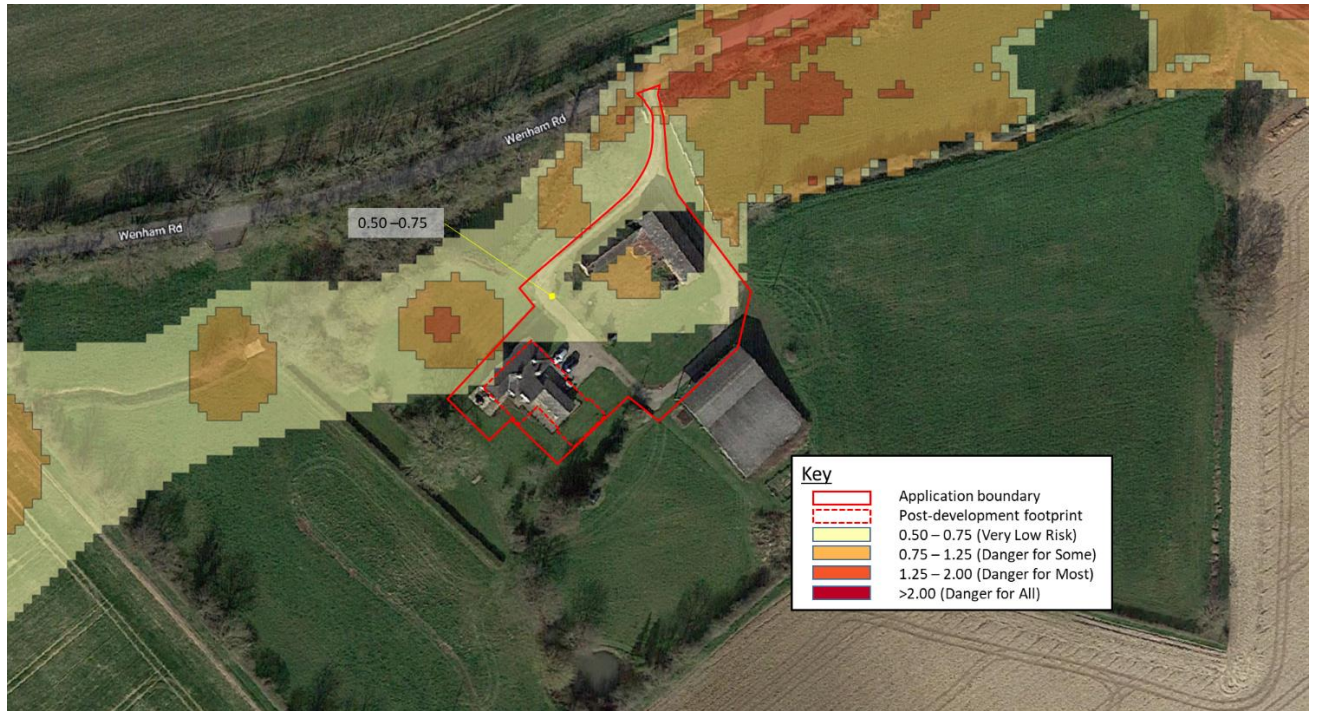 Wenham Rd
Wenham Rd
0.50 –0.75
Key
Application boundary
Post-development footprint
0.50 – 0.75 (Very Low Risk)
0.75 – 1.25 (Danger for Some)
1.25 – 2.00 (Danger for Most)
>2.00 (Danger for All)